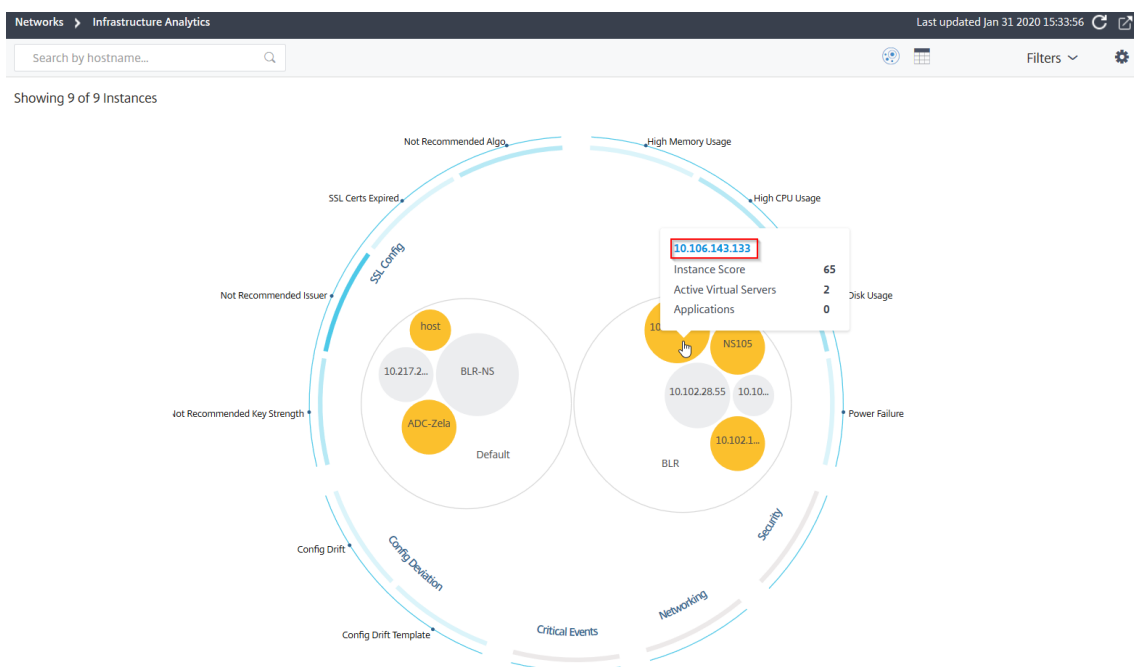 Networks > Infrastructure Analytics
Last updated Jan 31 2020 15:33:56
Search by hostname...
Filters
Showing 9 of 9 Instances
Not Recommended Algo
High Memory Usage
SSL Certs Expired
High CPU Usage
SSL Config
10.106.143.133
Instance Score 65
Active Virtual Servers 2
Applications 0
Not Recommended Issuer
Disk Usage
host
10
NS105
10.217.2...
BLR-NS
10.102.28.55
10.10...
Not Recommended Key Strength
Power Failure
ADC-Zela
10.102.1...
Default
BLR
Security
Config Drift
Config Deviation
Networking
Critical Events
Config Drift Template